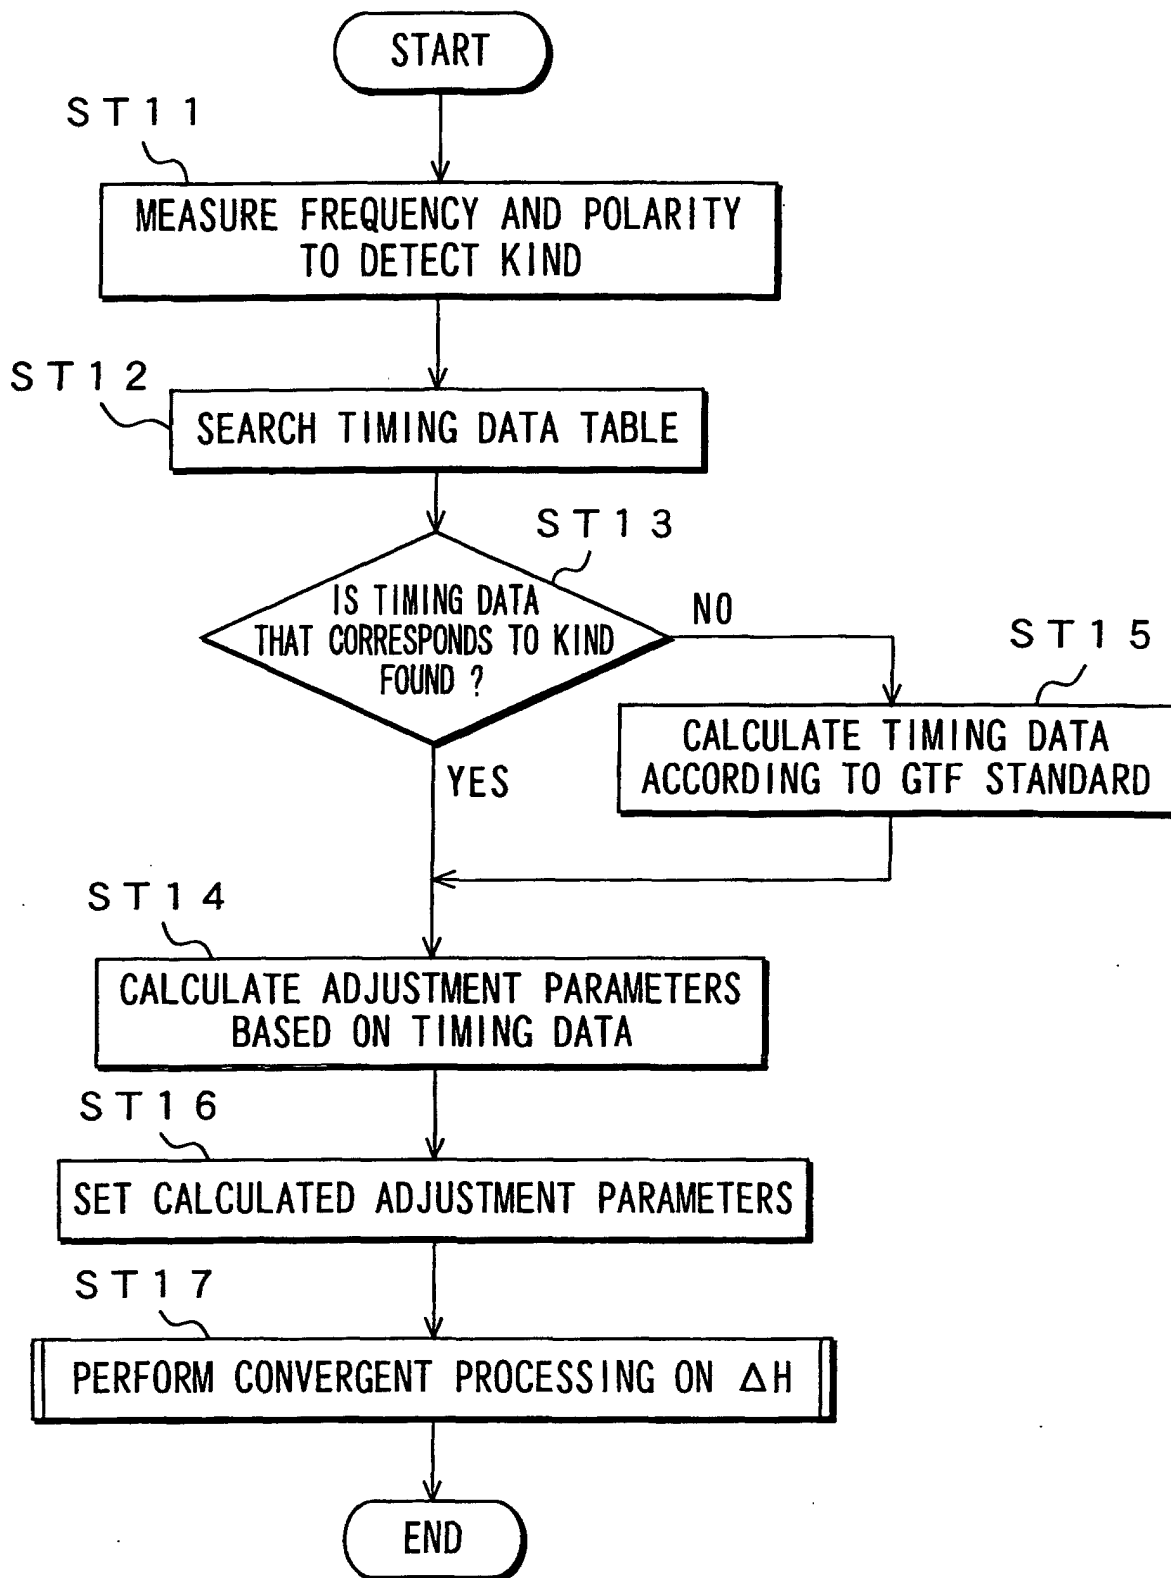 START
ST11
MEASURE FREQUENCY AND POLARITY
TO DETECT KIND
ST12
SEARCH TIMING DATA TABLE
ST13
IS TIMING DATA
THAT CORRESPONDS TO KIND
FOUND ?
NO
ST15
CALCULATE TIMING DATA
ACCORDING TO GTF STANDARD
YES
ST14
CALCULATE ADJUSTMENT PARAMETERS
BASED ON TIMING DATA
ST16
SET CALCULATED ADJUSTMENT PARAMETERS
ST17
PERFORM CONVERGENT PROCESSING ON ΔH
END